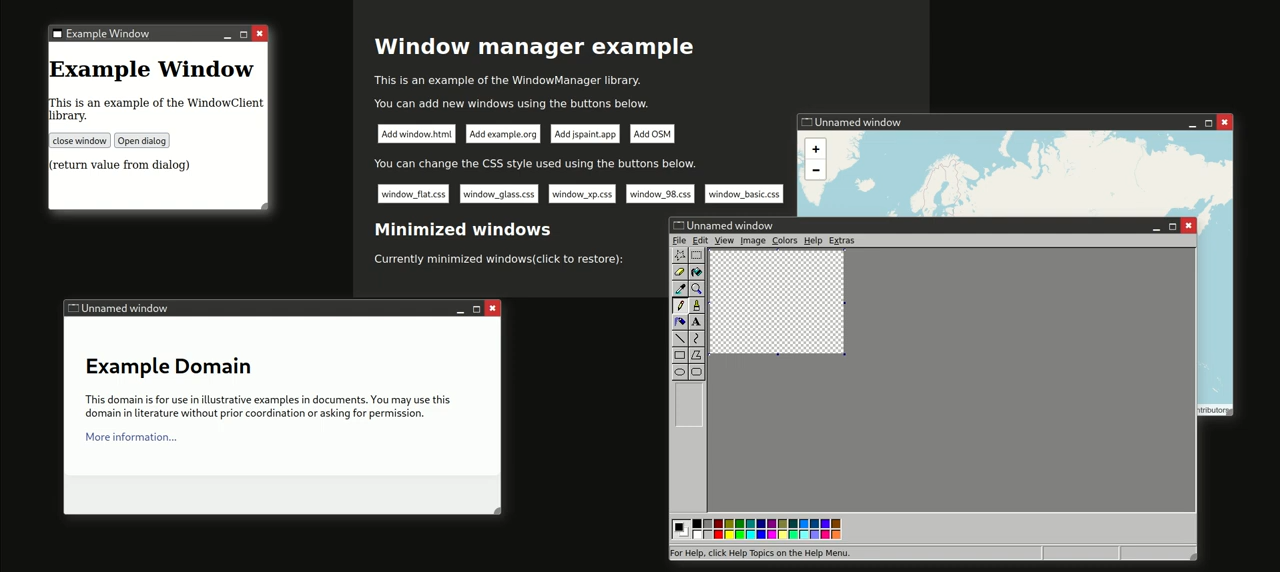 Example Window
Example Window
This is an example of the WindowClient
library.
close window Open dialog
(return value from dialog)
Window manager example
This is an example of the WindowManager library.
You can add new windows using the buttons below.
Add window.html Add example.org Add jspaint.app Add OSM
You can change the CSS style used using the buttons below.
window_flat.css window_glass.css window_xp.css window_98.css window_basic.css
Minimized windows
Currently minimized windows(click to restore):
Unnamed window
+
−
Unnamed window
File Edit View Image Colors Help Extras
A
For Help, click Help Topics on the Help Menu.
Unnamed window
Example Domain
This domain is for use in illustrative examples in documents. You may use this
domain in literature without prior coordination or asking for permission.
More information...